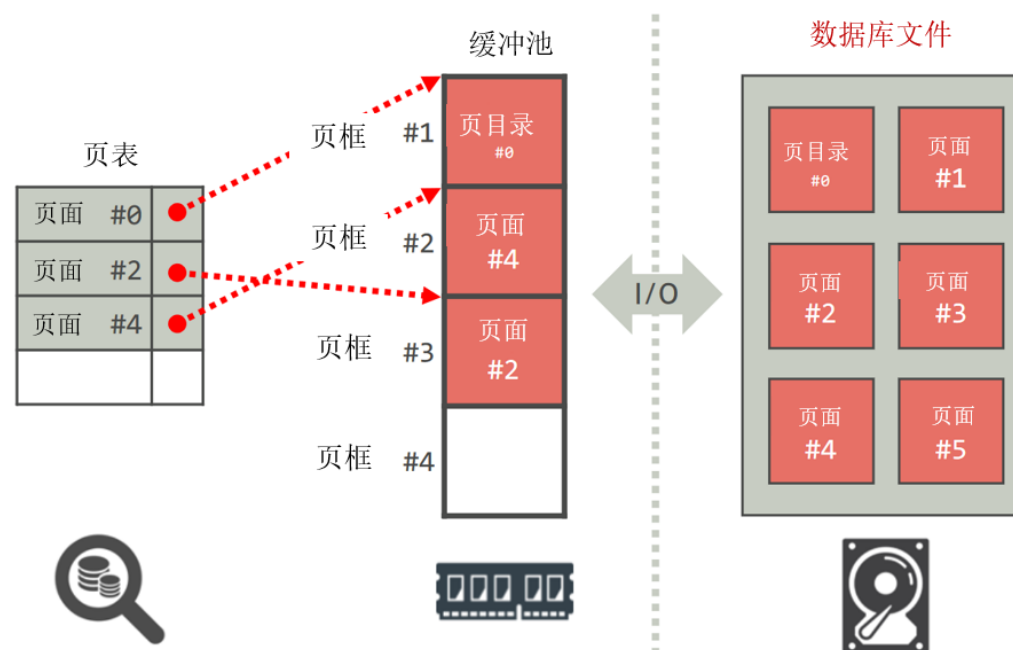 缓冲池
数据库文件
页表
页面 #0
页面 #2
页面 #4
页框 #1
页框 #2
页框 #3
页框 #4
页目录
#0
页面
#4
页面
#2
I/O
页目录
#0
页面
#1
页面
#2
页面
#3
页面
#4
页面
#5